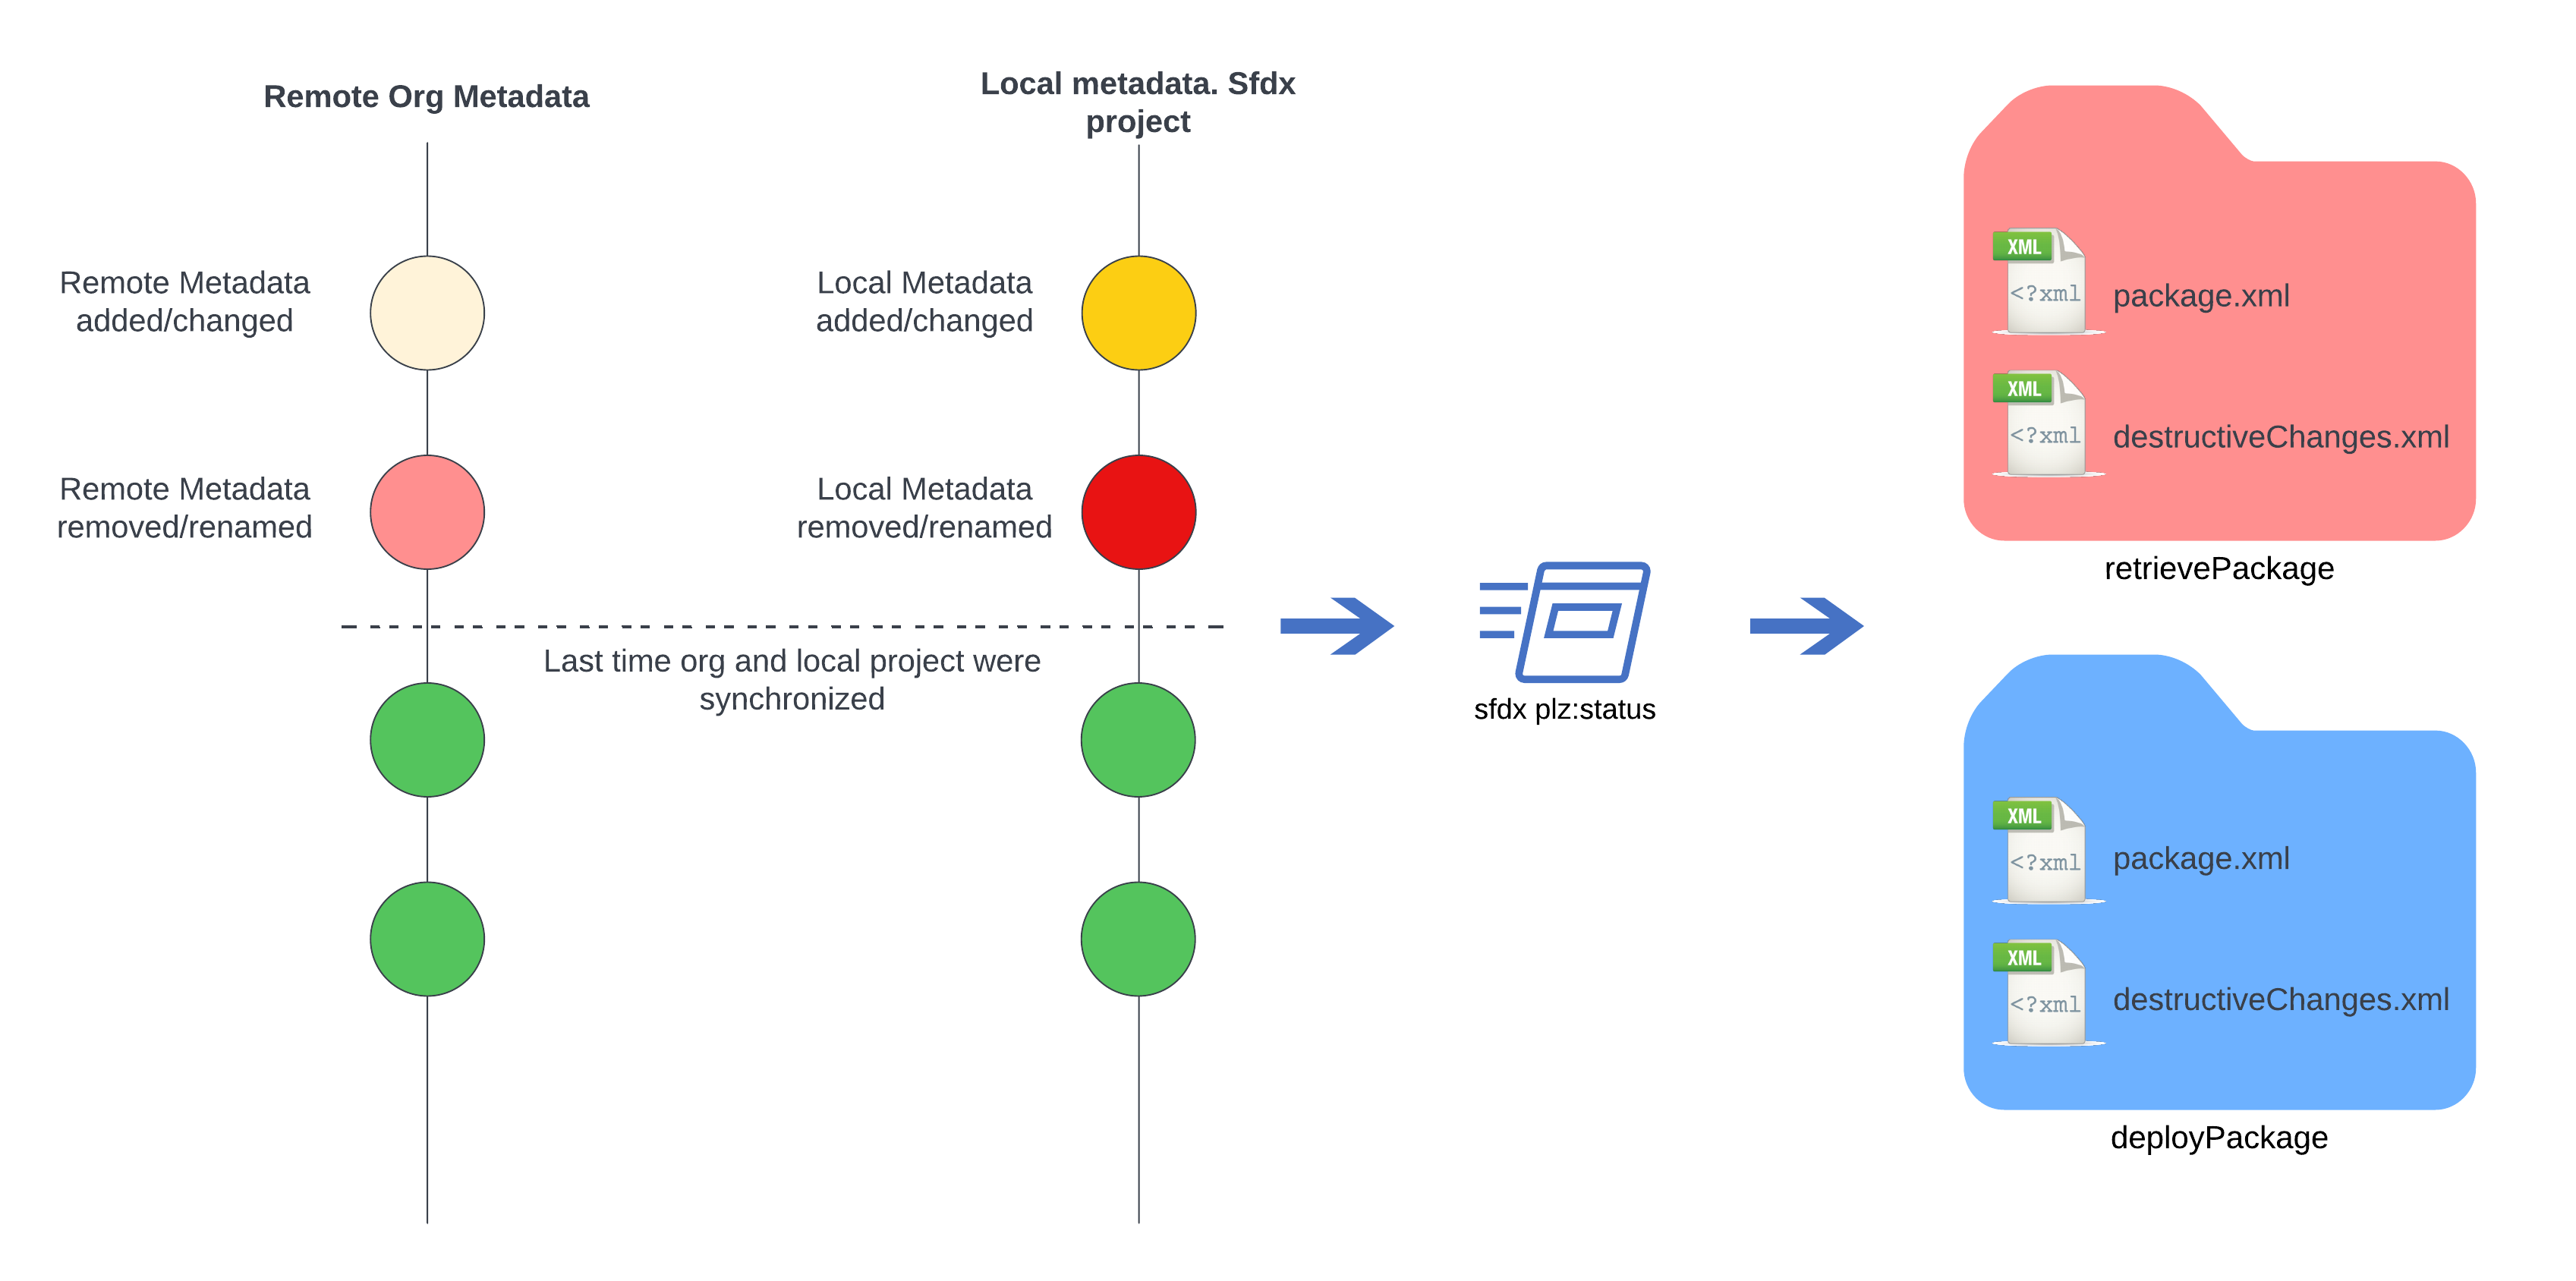 Remote Org Metadata
Local metadata. Sfdx
project
Remote Metadata
added/changed
Local Metadata
added/changed
Remote Metadata
removed/renamed
Local Metadata
removed/renamed
Last time org and local project were
synchronized
sfdx plz:status
XML
<?xml
package.xml
XML
<?xml
destructiveChanges.xml
retrievePackage
XML
<?xml
package.xml
XML
<?xml
destructiveChanges.xml
deployPackage